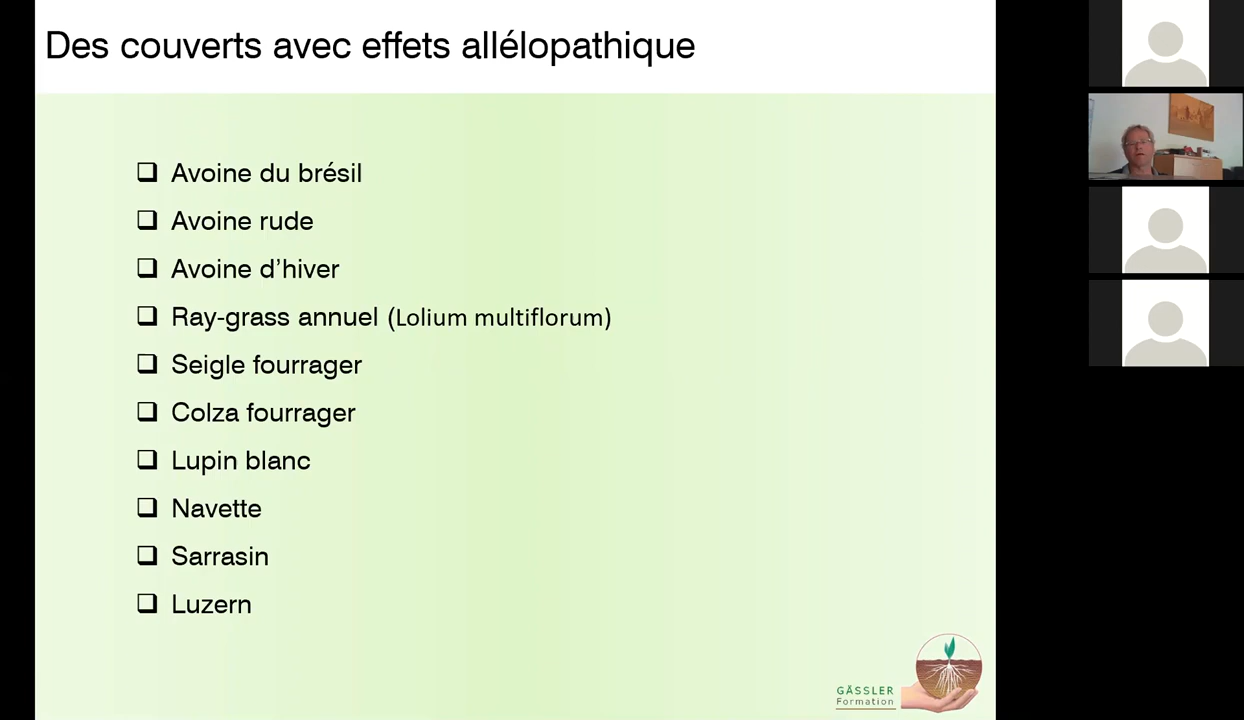 Des couverts avec effets allélopathique
Avoine du brésil
Avoine rude
Avoine d'hiver
Ray-grass annuel (Lolium multiflorum)
Seigle fourrager
Colza fourrager
Lupin blanc
Navette
Sarrasin
Luzern
GÄSSLER
Formation